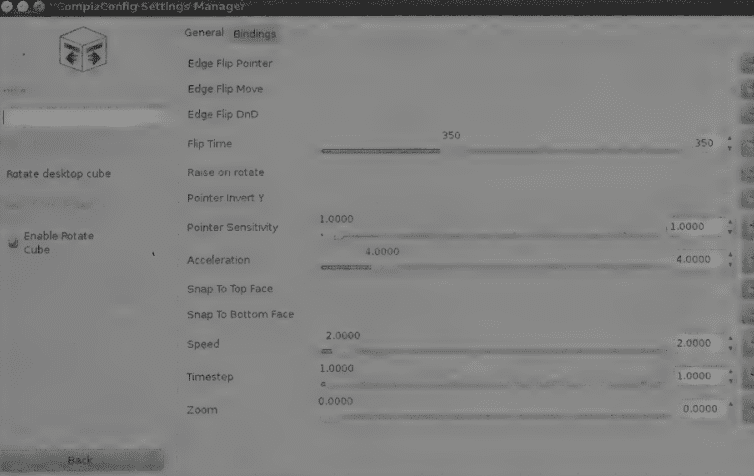 CompizConfig Settings Manager
General Bindings
Edge Flip Pointer
Edge Flip Move
Edge Flip DnD
Flip Time 350 350
Raise on rotate
Rotate desktop cube
Pointer Invert Y
Pointer Sensitivity 1.0000 1.0000
Enable Rotate
Cube
Acceleration 4.0000 4.0000
Snap To Top Face
Snap To Bottom Face
Speed 2.0000 2.0000
Timestep 1.0000 1.0000
Zoom 0.0000 0.0000
Back